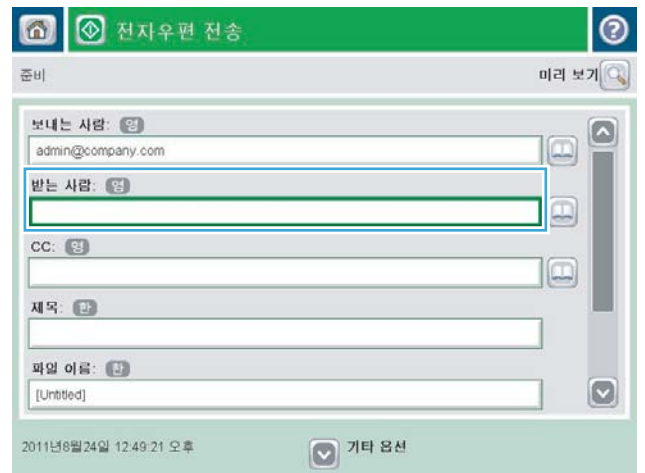 전자우편 전송
준비
미리 보기
보내는 사람: 영
admin@company.com
받는 사람: 영
CC: 영
제목: 한
파일 이름: 한
[Untitled]
2011년8월24일 12:49:21 오후
기타 옵션